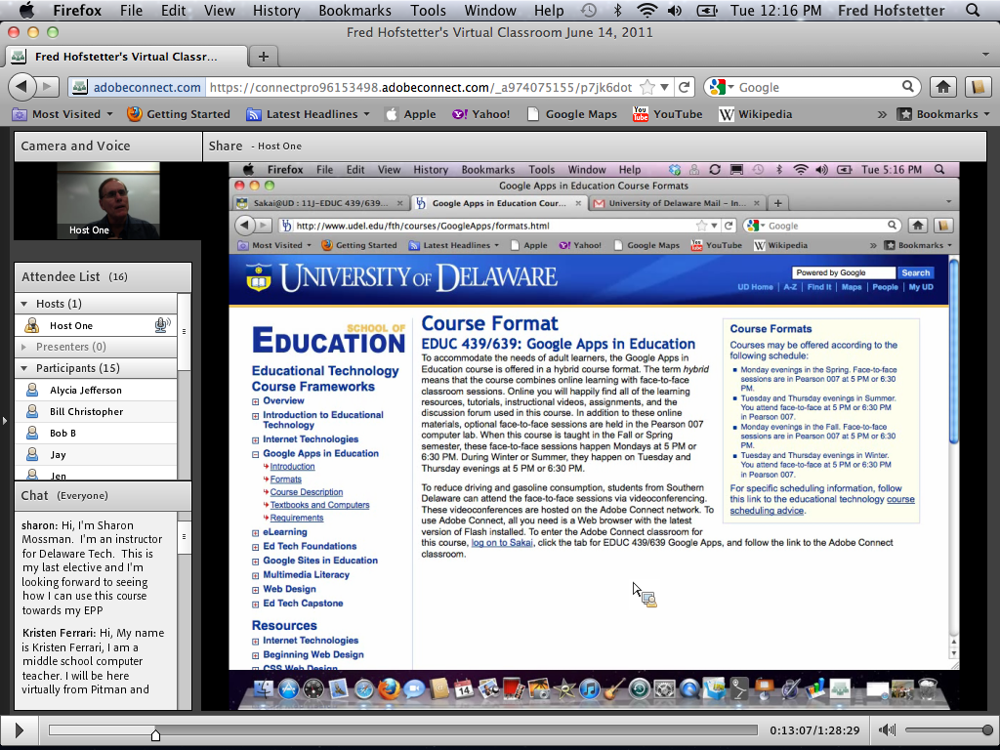 Firefox File Edit View History Bookmarks Tools Window Help Tue 12:16 PM Fred Hofstetter
Fred Hofstetter's Virtual Classroom June 14, 2011
Fred Hofstetter's Virtual Classr...
adobeconnect.com https://connectpro96153498.adobeconnect.com/_a974075155/p7jk6dot Google
Most Visited Getting Started Latest Headlines Apple Yahoo! Google Maps YouTube Wikipedia » Bookmarks
Camera and Voice
Share - Host One
Host One
Attendee List (16)
Hosts (1)
Host One
Presenters (0)
Participants (15)
Alycia Jefferson
Bill Christopher
Bob B
Jay
Jen
Chat (Everyone)
sharon: Hi, I'm Sharon
Mossman. I'm an instructor
for Delaware Tech. This is
my last elective and I'm
looking forward to seeing
how I can use this course
towards my EPP
Kristen Ferrari: Hi, My name
is Kristen Ferrari, I am a
middle school computer
teacher. I will be here
virtually from Pitman and
Firefox File Edit View History Bookmarks Tools Window Help Tue 5:16 PM
Google Apps in Education Course Formats
Sakai@UD : 11J-EDUC 439/639... Google Apps in Education Cour... University of Delaware Mail - In...
http://www.udel.edu/fth/courses/GoogleApps/formats.html Google
Most Visited Getting Started Latest Headlines Apple Yahoo! Google Maps YouTube Wikipedia » Bookmarks
UNIVERSITY OF DELAWARE
Powered by Google Search
UD Home | A-Z | Find It | Maps | People | My UD
SCHOOL OF
EDUCATION
Educational Technology
Course Frameworks
Overview
Introduction to Educational
Technology
Internet Technologies
Google Apps in Education
Introduction
Formats
Course Description
Textbooks and Computers
Requirements
eLearning
Ed Tech Foundations
Google Sites in Education
Multimedia Literacy
Web Design
Ed Tech Capstone
Resources
Internet Technologies
Beginning Web Design
CSS Web Design
Course Format
EDUC 439/639: Google Apps in Education
To accommodate the needs of adult learners, the Google Apps in
Education course is offered in a hybrid course format. The term hybrid
means that the course combines online learning with face-to-face
classroom sessions. Online you will happily find all of the learning
resources, tutorials, instructional videos, assignments, and the
discussion forum used in this course. In addition to these online
materials, optional face-to-face sessions are held in the Pearson 007
computer lab. When this course is taught in the Fall or Spring
semester, these face-to-face sessions happen Mondays at 5 PM or
6:30 PM. During Winter or Summer, they happen on Tuesday and
Thursday evenings at 5 PM or 6:30 PM.
To reduce driving and gasoline consumption, students from Southern
Delaware can attend the face-to-face sessions via videoconferencing.
These videoconferences are hosted on the Adobe Connect network. To
use Adobe Connect, all you need is a Web browser with the latest
version of Flash installed. To enter the Adobe Connect classroom for
this course, log on to Sakai, click the tab for EDUC 439/639 Google Apps, and follow the link to the Adobe Connect
classroom.
Course Formats
Courses may be offered according to the
following schedule:
Monday evenings in the Spring. Face-to-face
sessions are in Pearson 007 at 5 PM or 6:30
PM.
Tuesday and Thursday evenings in Summer.
You attend face-to-face at 5 PM or 6:30 PM
in Pearson 007.
Monday evenings in the Fall. Face-to-face
sessions are in Pearson 007 at 5 PM or 6:30
PM.
Tuesday and Thursday evenings in Winter.
You attend face-to-face at 5 PM or 6:30 PM
in Pearson 007.
For specific scheduling information, follow
this link to the educational technology course
scheduling advice.
14
0:13:07/1:28:29